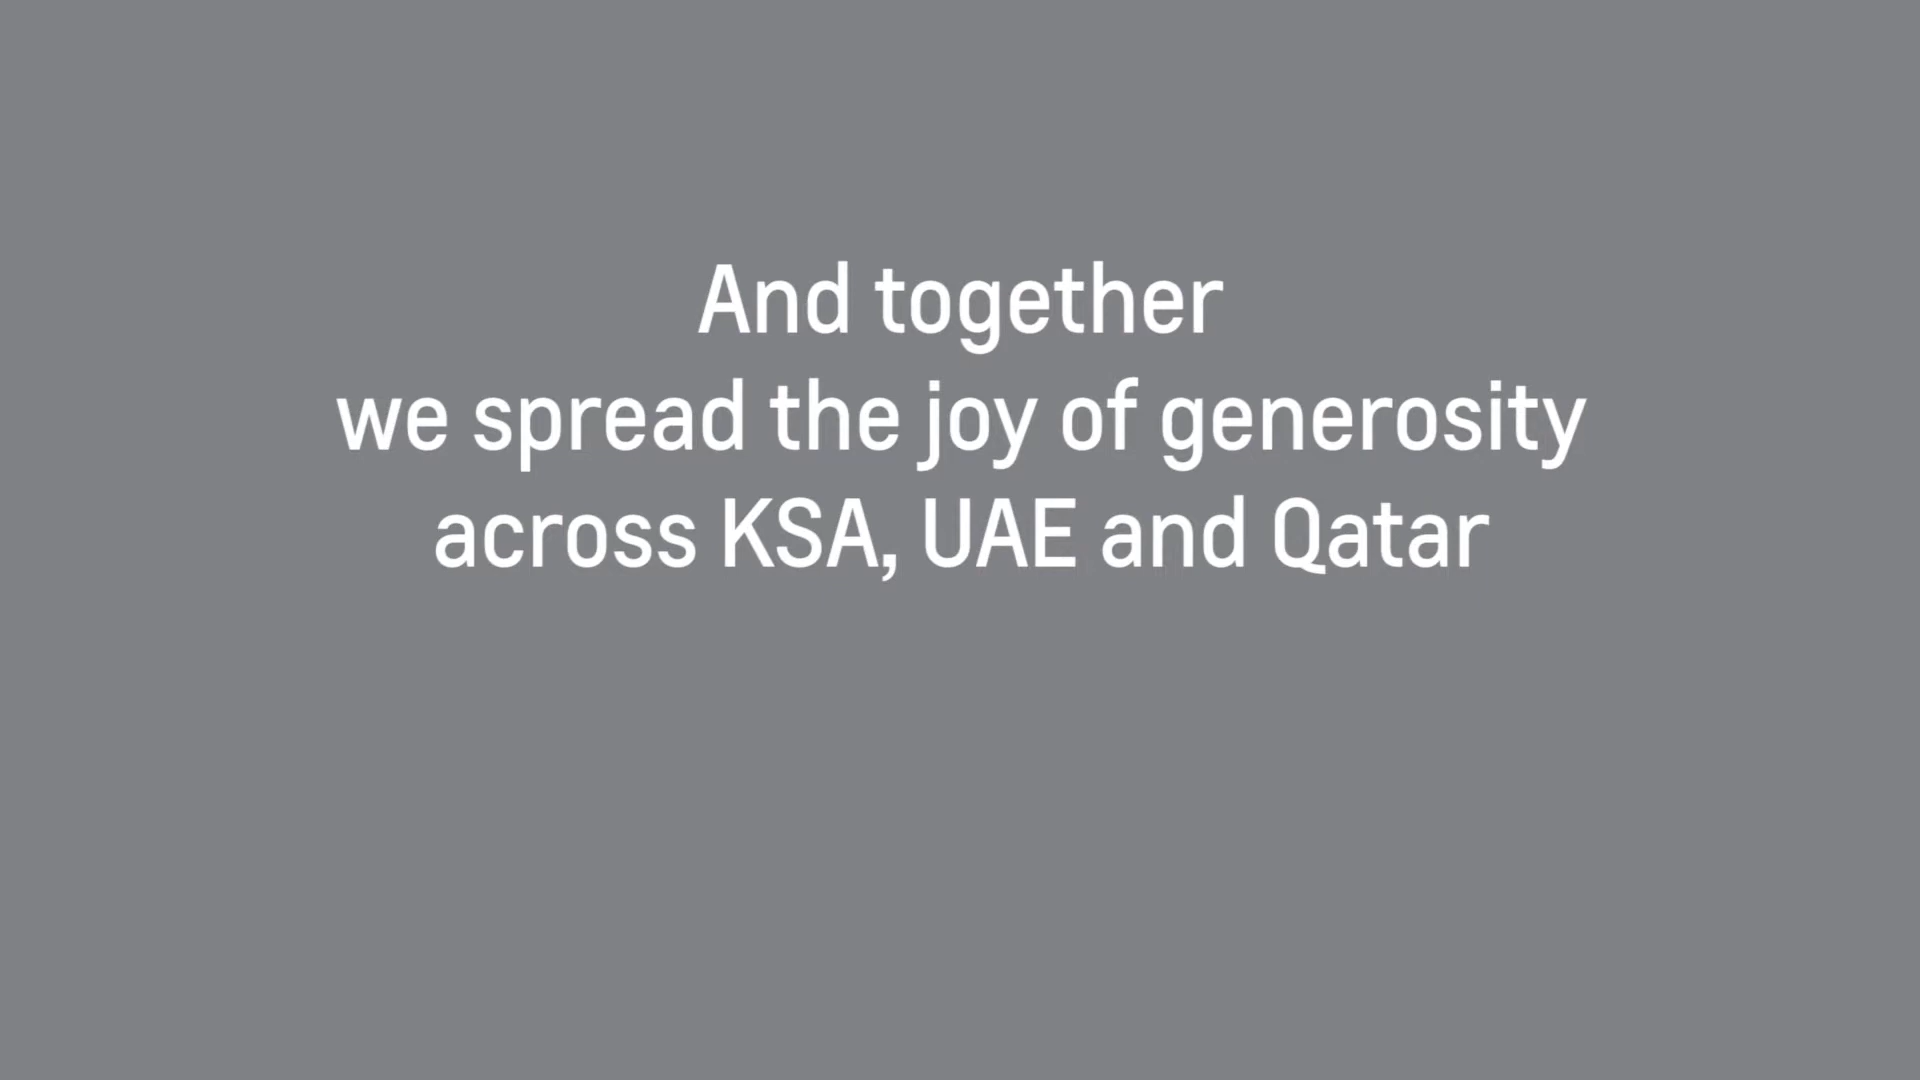 And together
we spread the joy of generosity
across KSA, UAE and Qatar